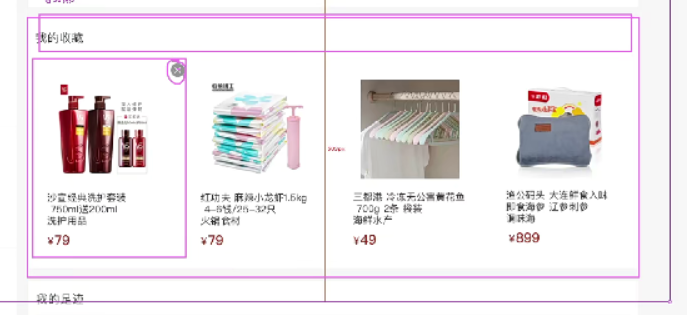 我的收藏
沙宣经典洗护套装
750ml送200ml
洗护用品
¥79
红功夫 麻辣小龙虾1.5kg
4-6钱/25-32只
火锅食材
¥79
三都港 冷冻无公害黄花鱼
700g 2条 袋装
海鲜水产
¥49
渔公码头 大连鲜食入味
即食海参 辽参刺参
¥899
我的足迹